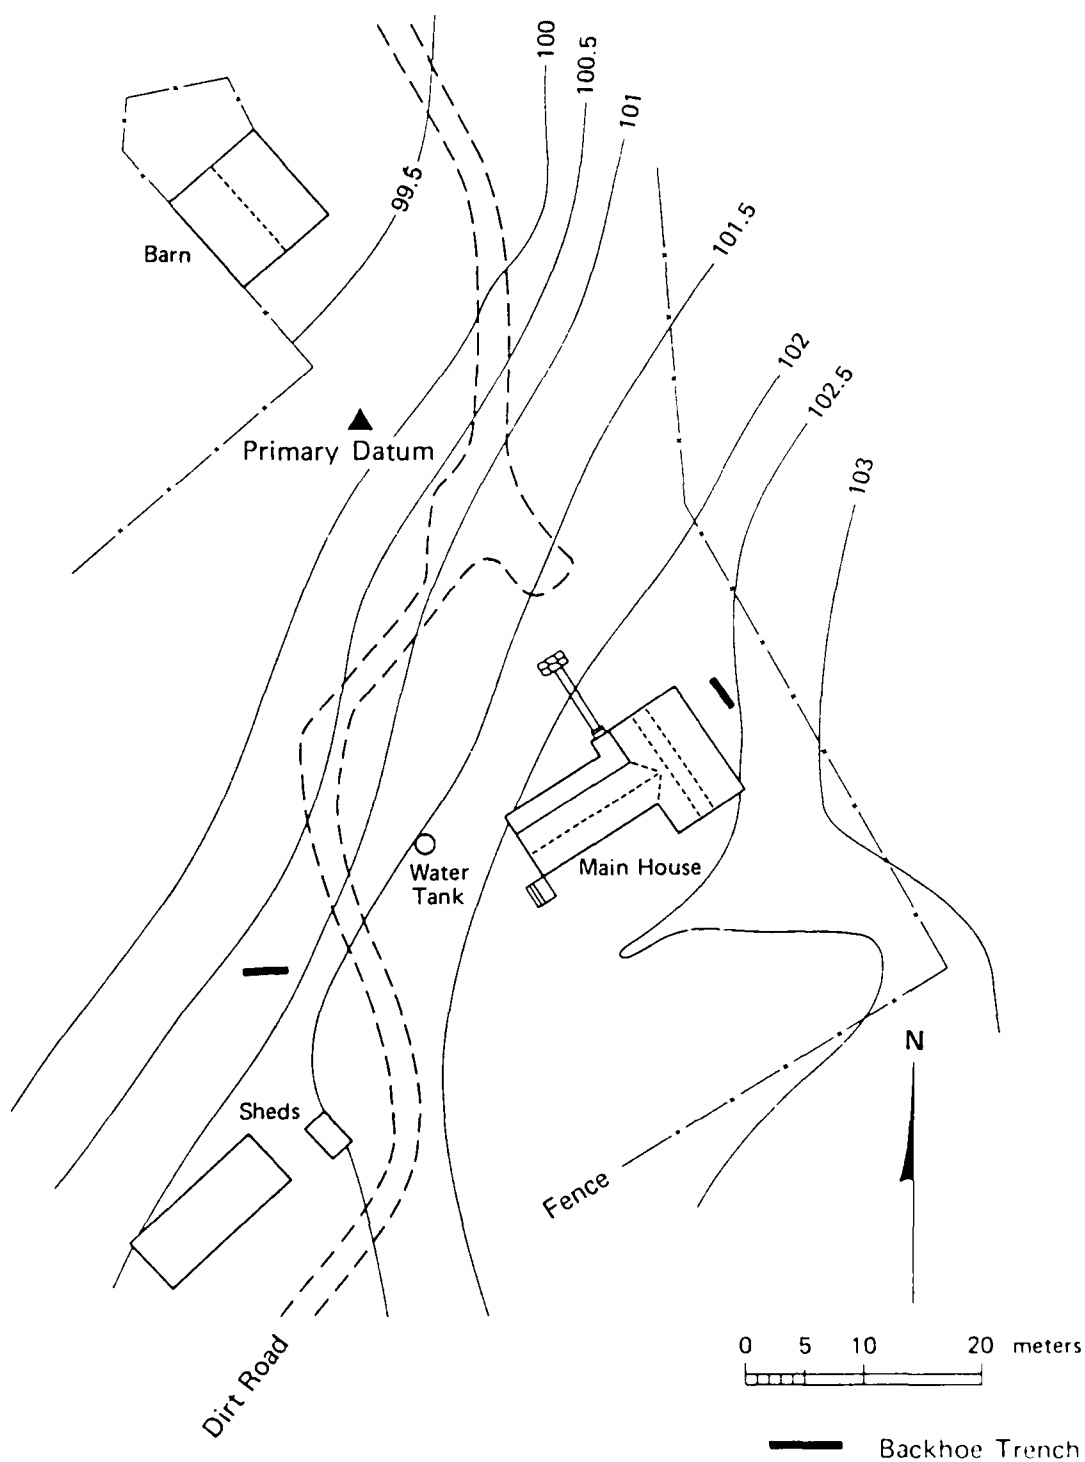 100
100.5
101
99.5
Barn
101.5
102
102.5
Primary Datum
103
Water
Tank
Main House
N
Sheds
Fence
Dirt Road
0 5 10 20 meters
Backhoe Trench